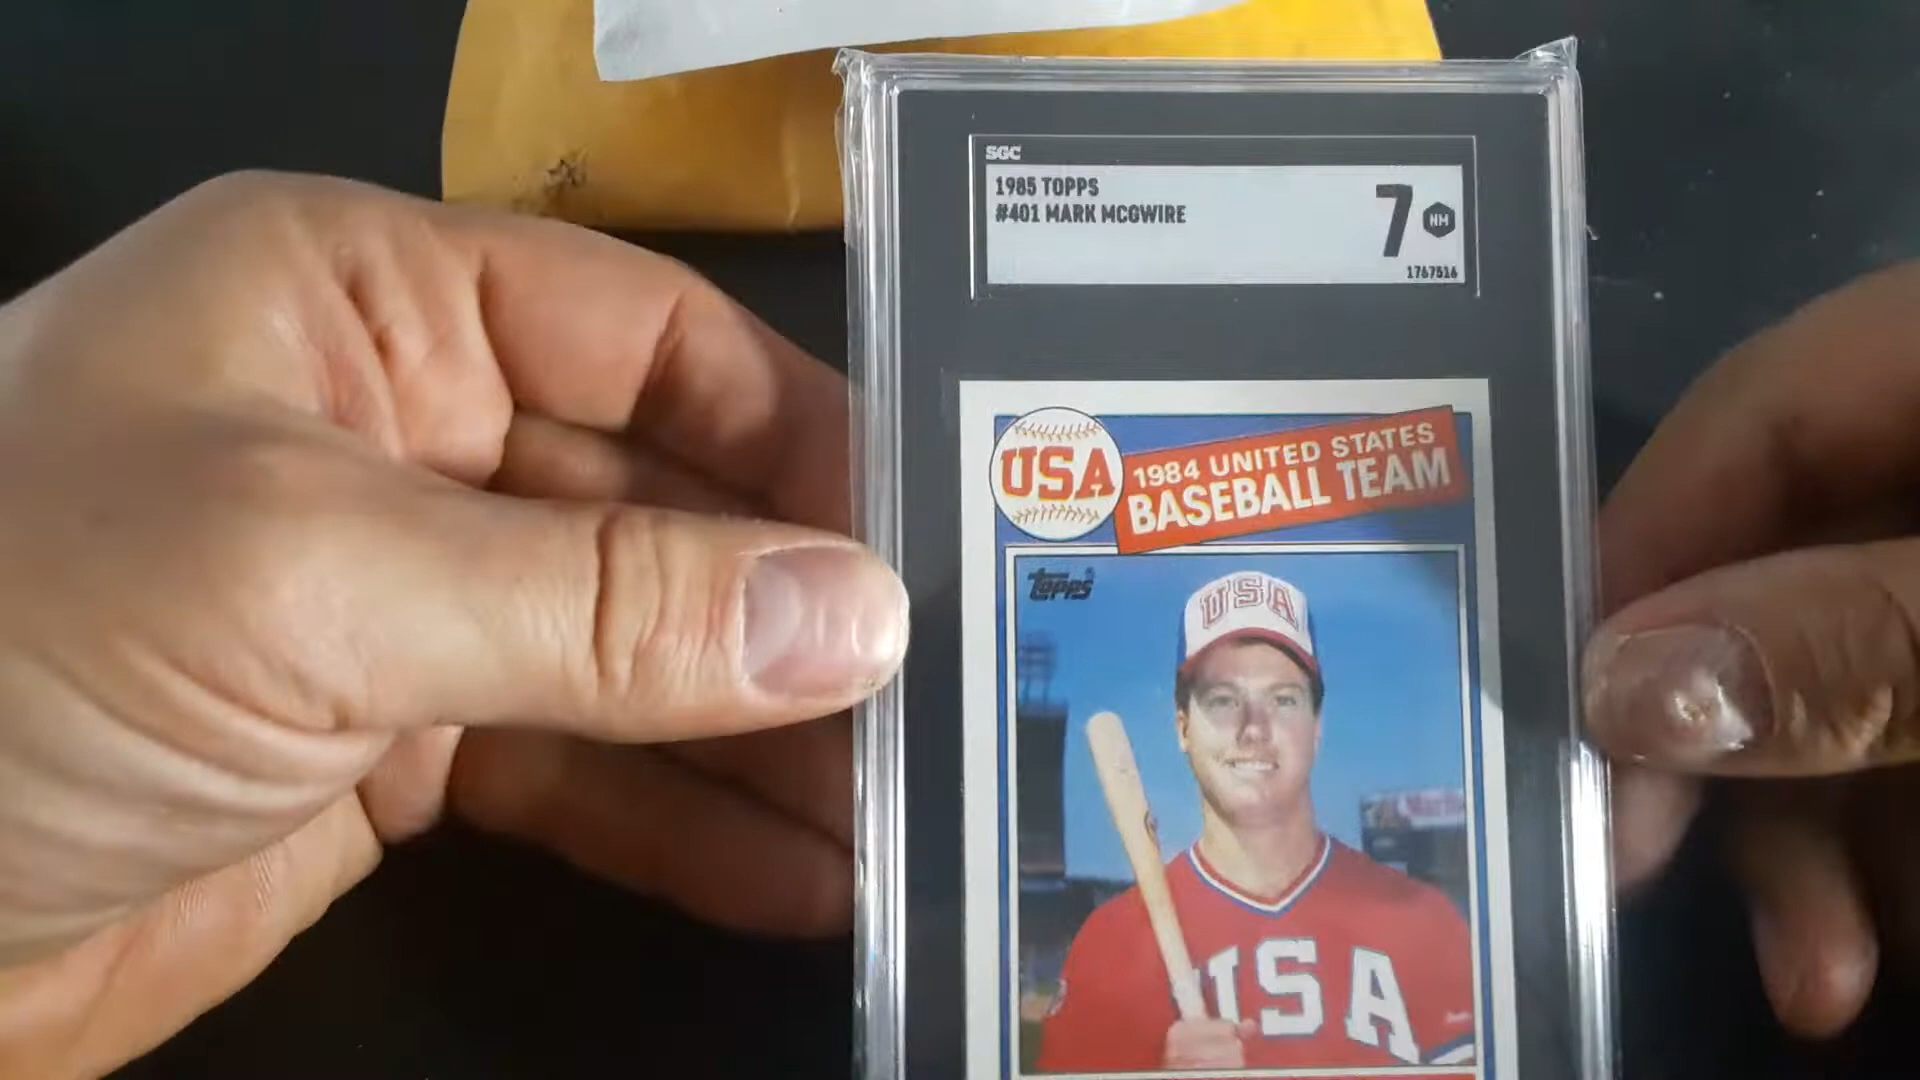 SGC
1985 TOPPS
#401 MARK MCGWIRE
7 NM
1767516
USA
1984 UNITED STATES
BASEBALL TEAM
Topps
USA
USA